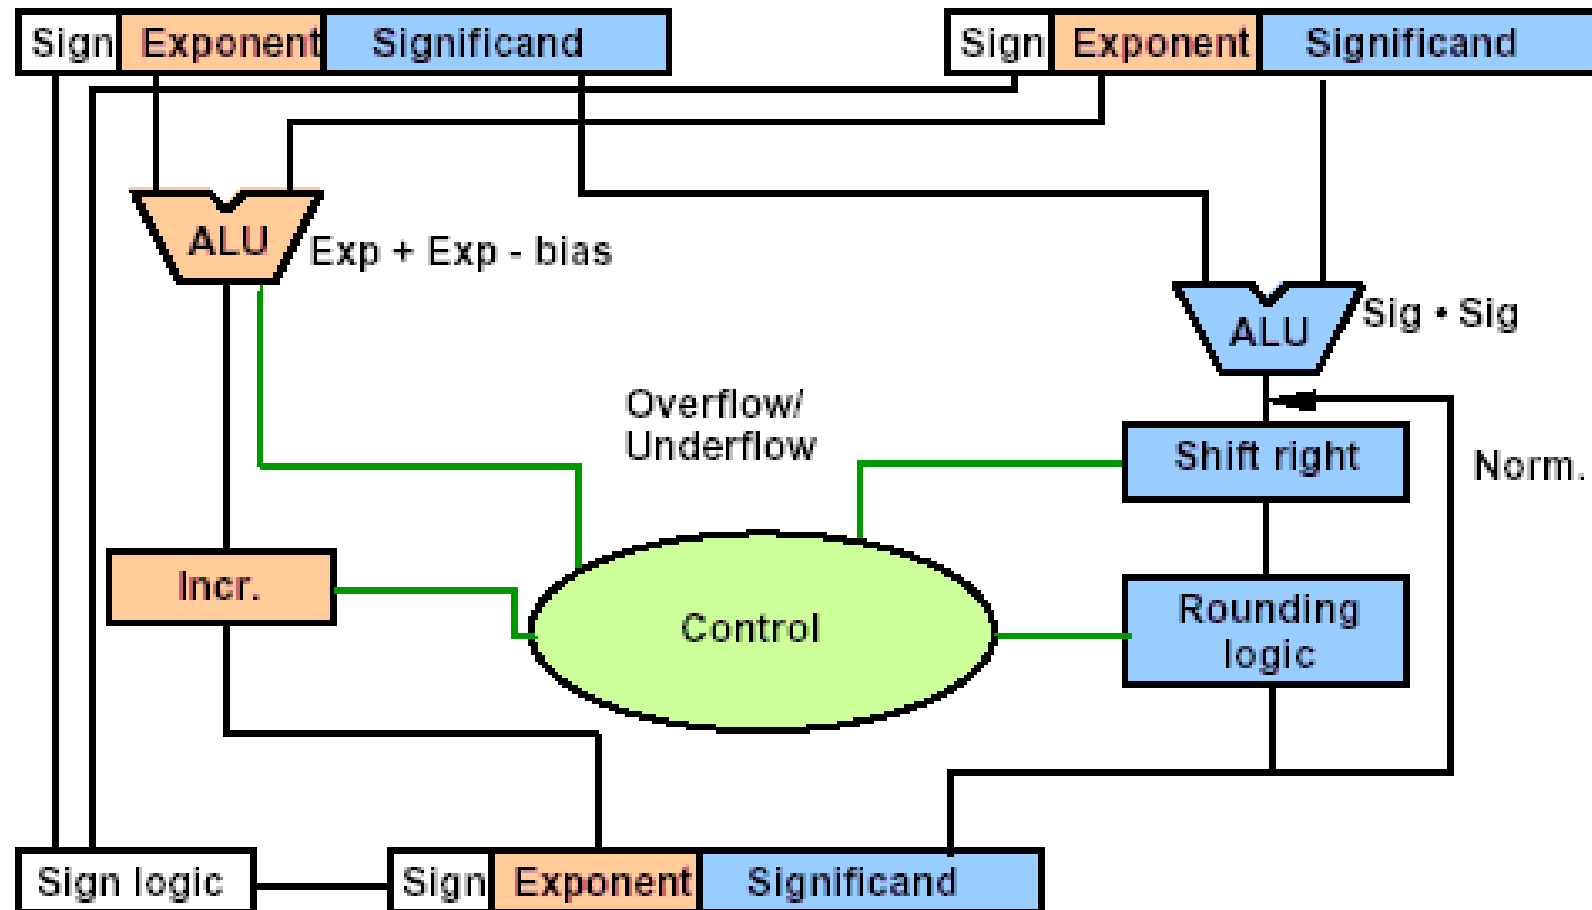 Sign Exponent Significand
Sign Exponent Significand
ALU
Exp + Exp - bias
ALU
Sig • Sig
Overflow/
Underflow
Shift right
Norm.
Incr.
Control
Rounding
logic
Sign logic
Sign Exponent Significand